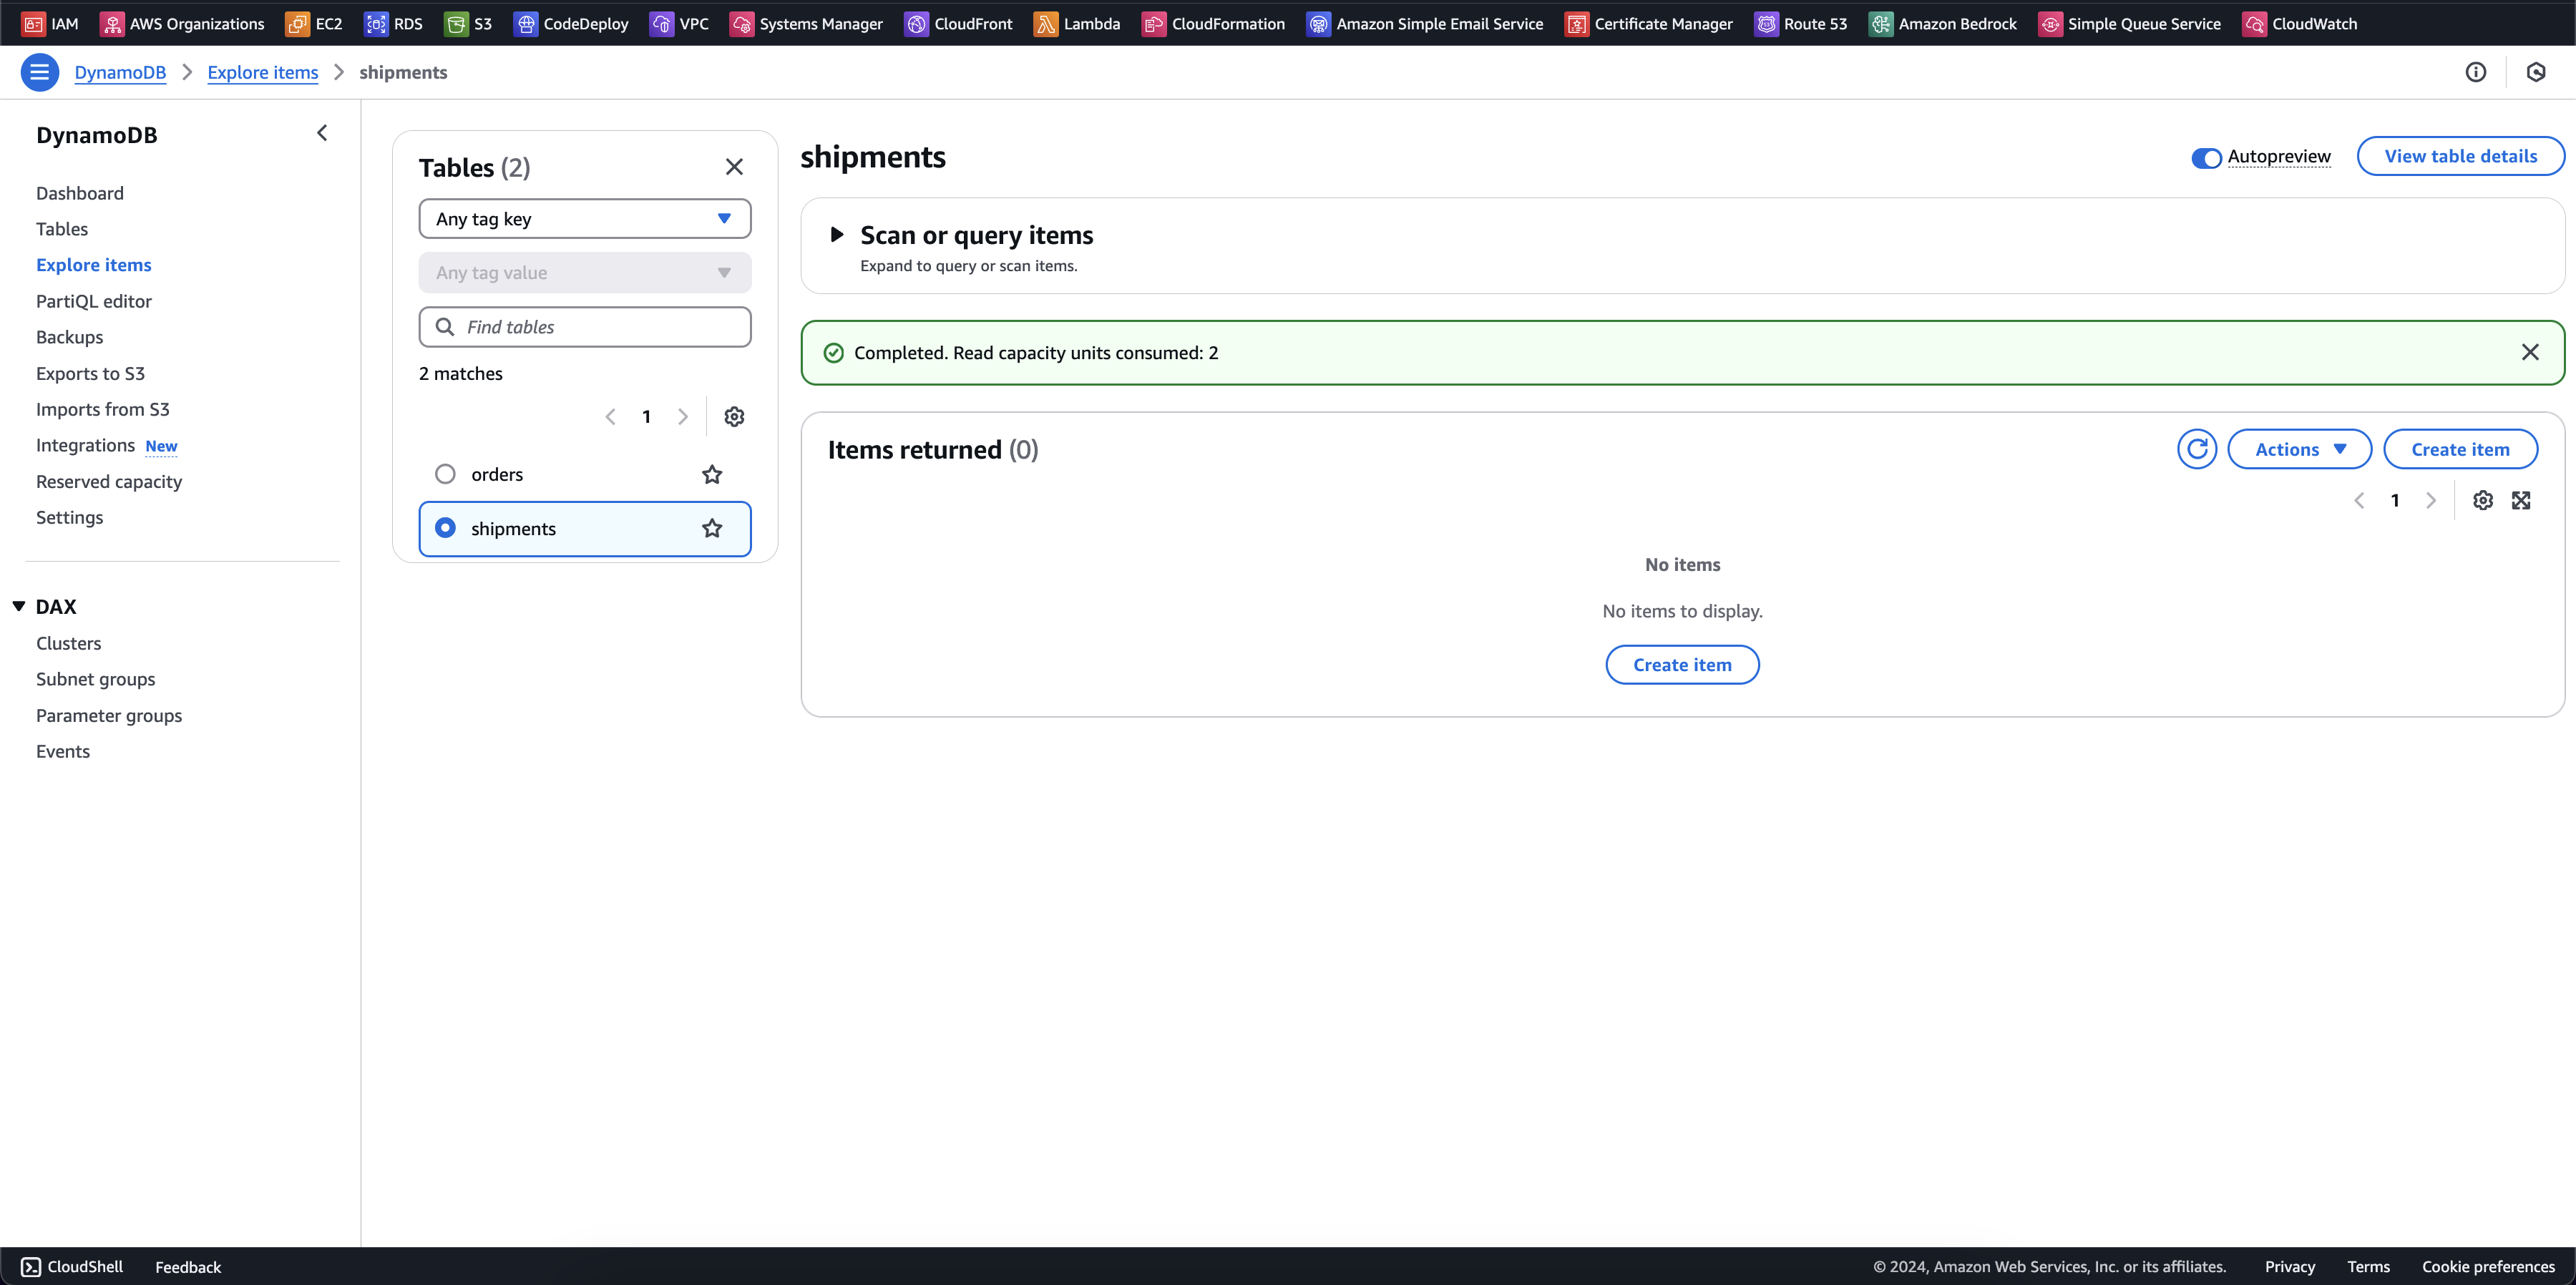 IAM AWS Organizations EC2 RDS S3 CodeDeploy VPC Systems Manager CloudFront Lambda CloudFormation Amazon Simple Email Service Certificate Manager Route 53 Amazon Bedrock Simple Queue Service CloudWatch
DynamoDB Explore items shipments
DynamoDB
Dashboard
Tables
Explore items
PartiQL editor
Backups
Exports to S3
Imports from S3
Integrations New
Reserved capacity
Settings
DAX
Clusters
Subnet groups
Parameter groups
Events
Tables (2)
Any tag key
Any tag value
Find tables
2 matches
1
orders
shipments
shipments
Autopreview View table details
Scan or query items
Expand to query or scan items.
Completed. Read capacity units consumed: 2
Items returned (0)
Actions Create item
1
No items
No items to display.
Create item
CloudShell Feedback © 2024, Amazon Web Services, Inc. or its affiliates. Privacy Terms Cookie preferences